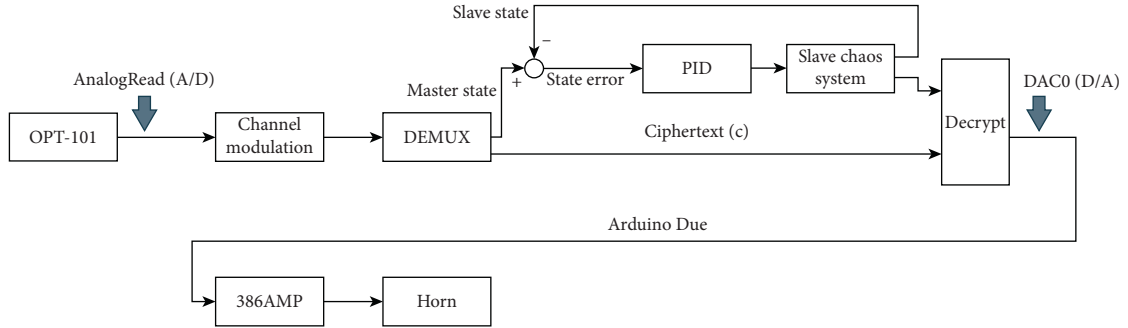 Slave state
−
AnalogRead (A/D)
OPT-101
Channel
modulation
DEMUX
Master state
+
State error
PID
Slave chaos
system
Ciphertext (c)
Decrypt
DAC0 (D/A)
Arduino Due
386AMP
Horn